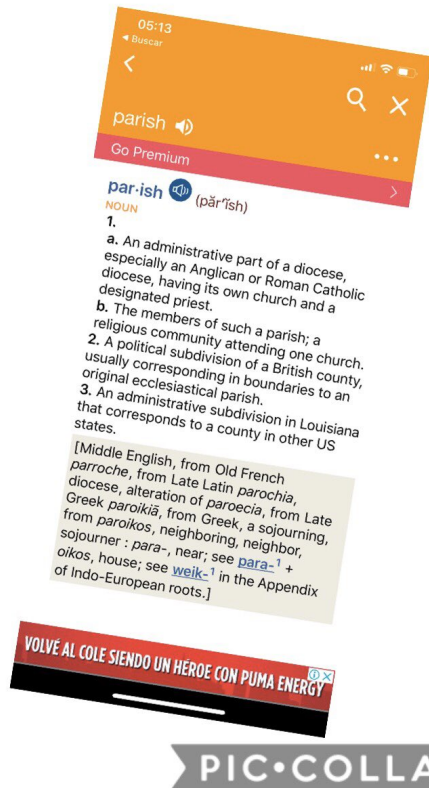 05:13
◀ Buscar
parish
Go Premium
par·ish (păr′ĭsh)
NOUN
1.
a. An administrative part of a diocese,
especially an Anglican or Roman Catholic
diocese, having its own church and a
designated priest.
b. The members of such a parish; a
religious community attending one church.
2. A political subdivision of a British county,
usually corresponding in boundaries to an
original ecclesiastical parish.
3. An administrative subdivision in Louisiana
that corresponds to a county in other US
states.
[Middle English, from Old French
parroche, from Late Latin parochia,
diocese, alteration of paroecia, from Late
Greek paroikiā, from Greek, a sojourning,
from paroikos, neighboring, neighbor,
sojourner : para-, near; see para-¹ +
oikos, house; see weik-¹ in the Appendix
of Indo-European roots.]
VOLVÉ AL COLE SIENDO UN HÉROE CON PUMA ENERGY
PIC•COLLA